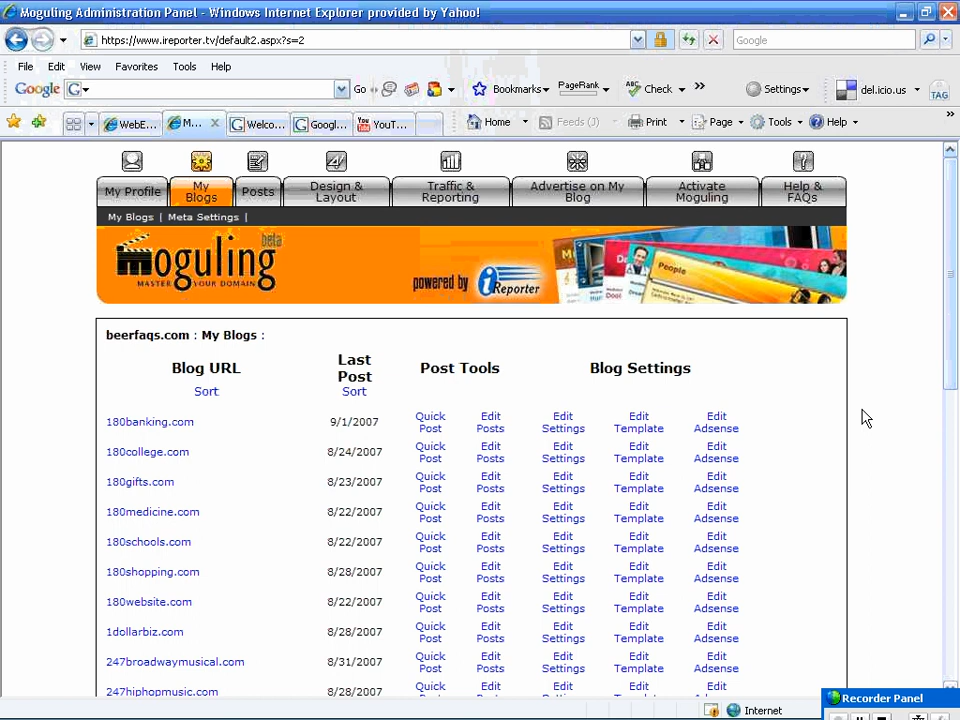 Moguling Administration Panel - Windows Internet Explorer provided by Yahoo!
https://www.ireporter.tv/default2.aspx?s=2
Google
File Edit View Favorites Tools Help
Google G Go Bookmarks PageRank ABC Check » Settings del.icio.us TAG
WebE... M... Welco... Googl... YouT... Home Feeds (J) Print Page Tools Help »
My Profile My Blogs Posts Design & Layout Traffic & Reporting Advertise on My Blog Activate Moguling Help & FAQs
My Blogs | Meta Settings |
moguling beta
MASTER YOUR DOMAIN
powered by iReporter
People
beerfaqs.com : My Blogs :
Blog URL Last Post Post Tools Blog Settings
Sort Sort
180banking.com 9/1/2007 Quick Post Edit Posts Edit Settings Edit Template Edit Adsense
180college.com 8/24/2007 Quick Post Edit Posts Edit Settings Edit Template Edit Adsense
180gifts.com 8/23/2007 Quick Post Edit Posts Edit Settings Edit Template Edit Adsense
180medicine.com 8/22/2007 Quick Post Edit Posts Edit Settings Edit Template Edit Adsense
180schools.com 8/22/2007 Quick Post Edit Posts Edit Settings Edit Template Edit Adsense
180shopping.com 8/28/2007 Quick Post Edit Posts Edit Settings Edit Template Edit Adsense
180website.com 8/22/2007 Quick Post Edit Posts Edit Settings Edit Template Edit Adsense
1dollarbiz.com 8/28/2007 Quick Post Edit Posts Edit Settings Edit Template Edit Adsense
247broadwaymusical.com 8/31/2007 Quick Post Edit Posts Edit Settings Edit Template Edit Adsense
247hiphopmusic.com 8/28/2007 Quick Edit Edit Edit Edit
Recorder Panel
Internet